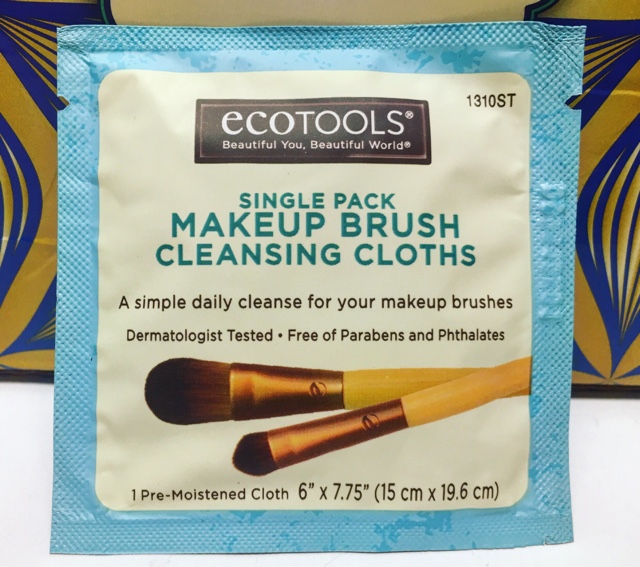 1310ST
ecoTOOLS®
Beautiful You, Beautiful World®
SINGLE PACK
MAKEUP BRUSH
CLEANSING CLOTHS
A simple daily cleanse for your makeup brushes
Dermatologist Tested • Free of Parabens and Phthalates
1 Pre-Moistened Cloth 6" x 7.75" (15 cm x 19.6 cm)